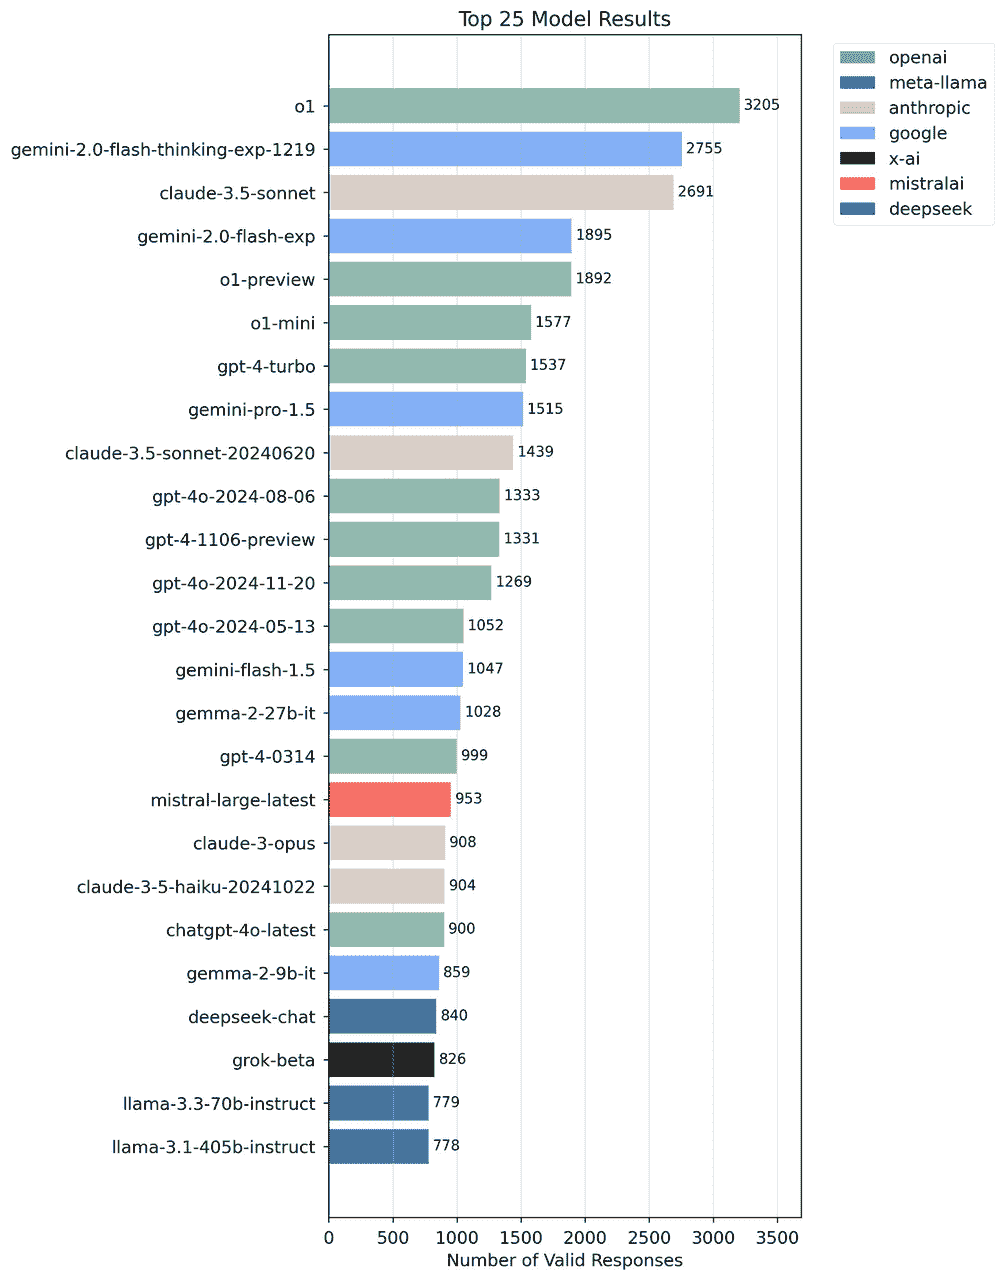 Top 25 Model Results
o1 3205
gemini-2.0-flash-thinking-exp-1219 2755
claude-3.5-sonnet 2691
gemini-2.0-flash-exp 1895
o1-preview 1892
o1-mini 1577
gpt-4-turbo 1537
gemini-pro-1.5 1515
claude-3.5-sonnet-20240620 1439
gpt-4o-2024-08-06 1333
gpt-4-1106-preview 1331
gpt-4o-2024-11-20 1269
gpt-4o-2024-05-13 1052
gemini-flash-1.5 1047
gemma-2-27b-it 1028
gpt-4-0314 999
mistral-large-latest 953
claude-3-opus 908
claude-3-5-haiku-20241022 904
chatgpt-4o-latest 900
gemma-2-9b-it 859
deepseek-chat 840
grok-beta 826
llama-3.3-70b-instruct 779
llama-3.1-405b-instruct 778
0 500 1000 1500 2000 2500 3000 3500
Number of Valid Responses
openai
meta-llama
anthropic
google
x-ai
mistralai
deepseek